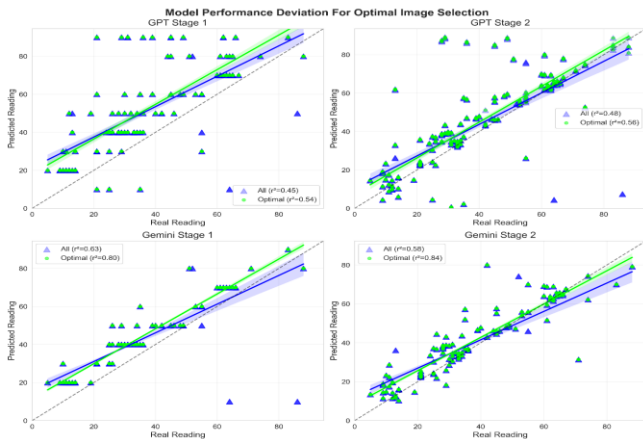 Model Performance Deviation For Optimal Image Selection
GPT Stage 1
GPT Stage 2
Predicted Reading
80
60
40
20
0
All (r²=0.45)
Optimal (r²=0.54)
0
20
40
60
80
Real Reading
Predicted Reading
80
60
40
20
0
All (r²=0.48)
Optimal (r²=0.56)
0
20
40
60
80
Real Reading
Gemini Stage 1
Gemini Stage 2
Predicted Reading
80
60
40
20
0
All (r²=0.63)
Optimal (r²=0.80)
0
20
40
60
80
Real Reading
Predicted Reading
80
60
40
20
0
All (r²=0.58)
Optimal (r²=0.84)
0
20
40
60
80
Real Reading